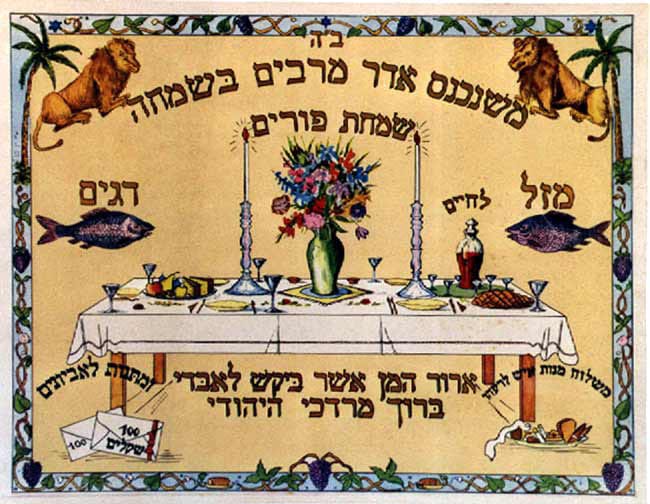 ב״ה
משנכנס אדר מרבים בשמחה
שמחת פורים
מזל
לחיים
דגים
משלוח מנות איש לרעהו
ארור המן אשר ביקש לאבדי
ברוך מרדכי היהודי
ומתנות לאביונים
100
100
שקלים